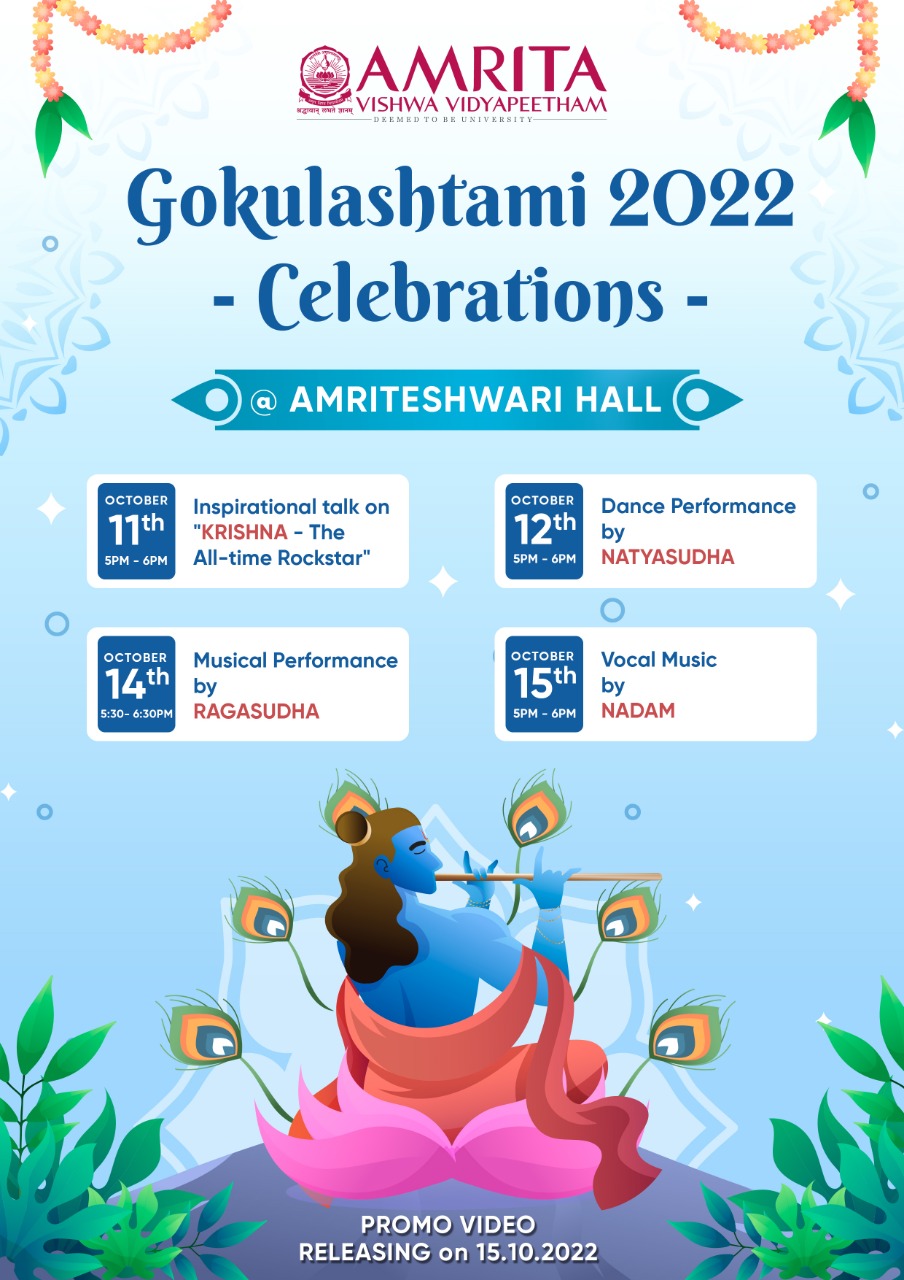 AMRITA
VISHWA VIDYAPEETHAM
श्रद्धावान् लभते ज्ञानम्
DEEMED TO BE UNIVERSITY
Gokulashtami 2022
- Celebrations -
@ AMRITESHWARI HALL
OCTOBER
11th
5PM - 6PM
Inspirational talk on
"KRISHNA - The
All-time Rockstar"
OCTOBER
12th
5PM - 6PM
Dance Performance
by
NATYASUDHA
OCTOBER
14th
5:30- 6:30PM
Musical Performance
by
RAGASUDHA
OCTOBER
15th
5PM - 6PM
Vocal Music
by
NADAM
PROMO VIDEO
RELEASING on 15.10.2022